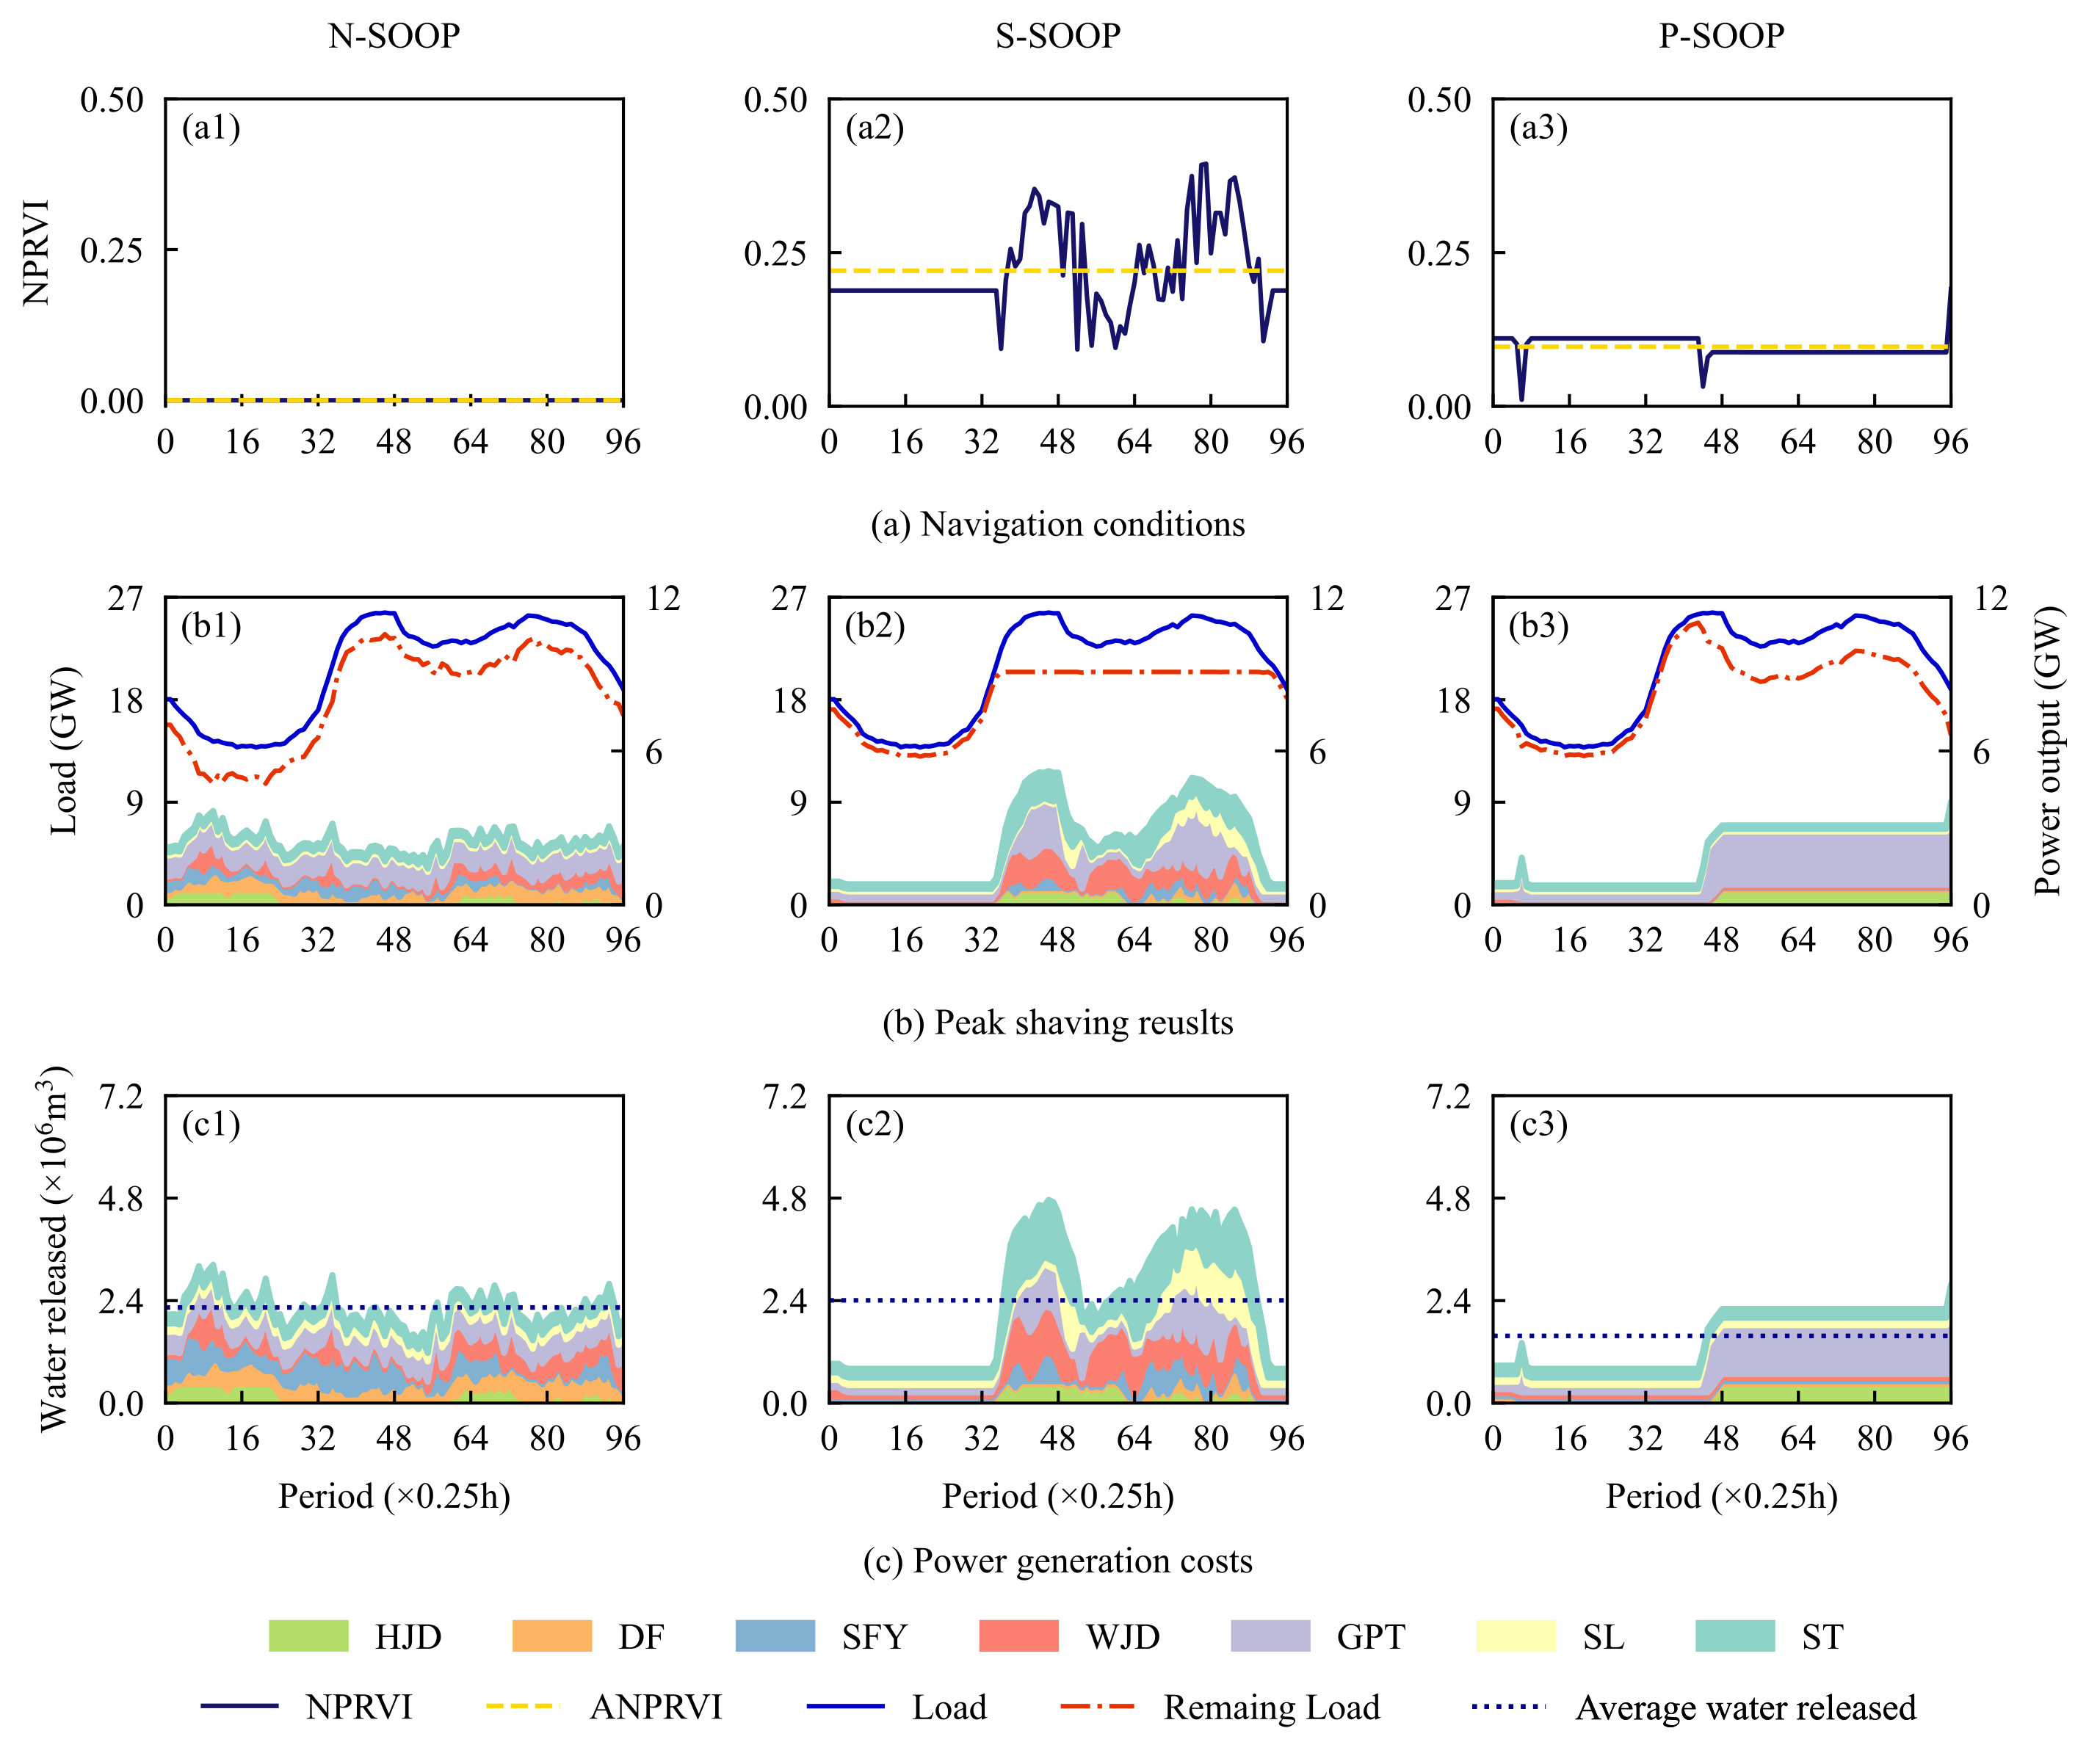 N-SOOP S-SOOP P-SOOP
0.50 0.50 0.50
(a1) (a2) (a3)
NPRVI
0.25 0.25 0.25
0.00 0.00 0.00
0 16 32 48 64 80 96 0 16 32 48 64 80 96 0 16 32 48 64 80 96
(a) Navigation conditions
27 12 27 12 27 12
(b1) (b2) (b3)
Load (GW)
Power output (GW)
18 18 18
6 6 6
9 9 9
0 0 0 0 0 0
0 16 32 48 64 80 96 0 16 32 48 64 80 96 0 16 32 48 64 80 96
(b) Peak shaving reuslts
Water released (×10⁶m³)
7.2 7.2 7.2
(c1) (c2) (c3)
4.8 4.8 4.8
2.4 2.4 2.4
0.0 0.0 0.0
0 16 32 48 64 80 96 0 16 32 48 64 80 96 0 16 32 48 64 80 96
Period (×0.25h) Period (×0.25h) Period (×0.25h)
(c) Power generation costs
HJD DF SFY WJD GPT SL ST
NPRVI ANPRVI Load Remaing Load Average water released